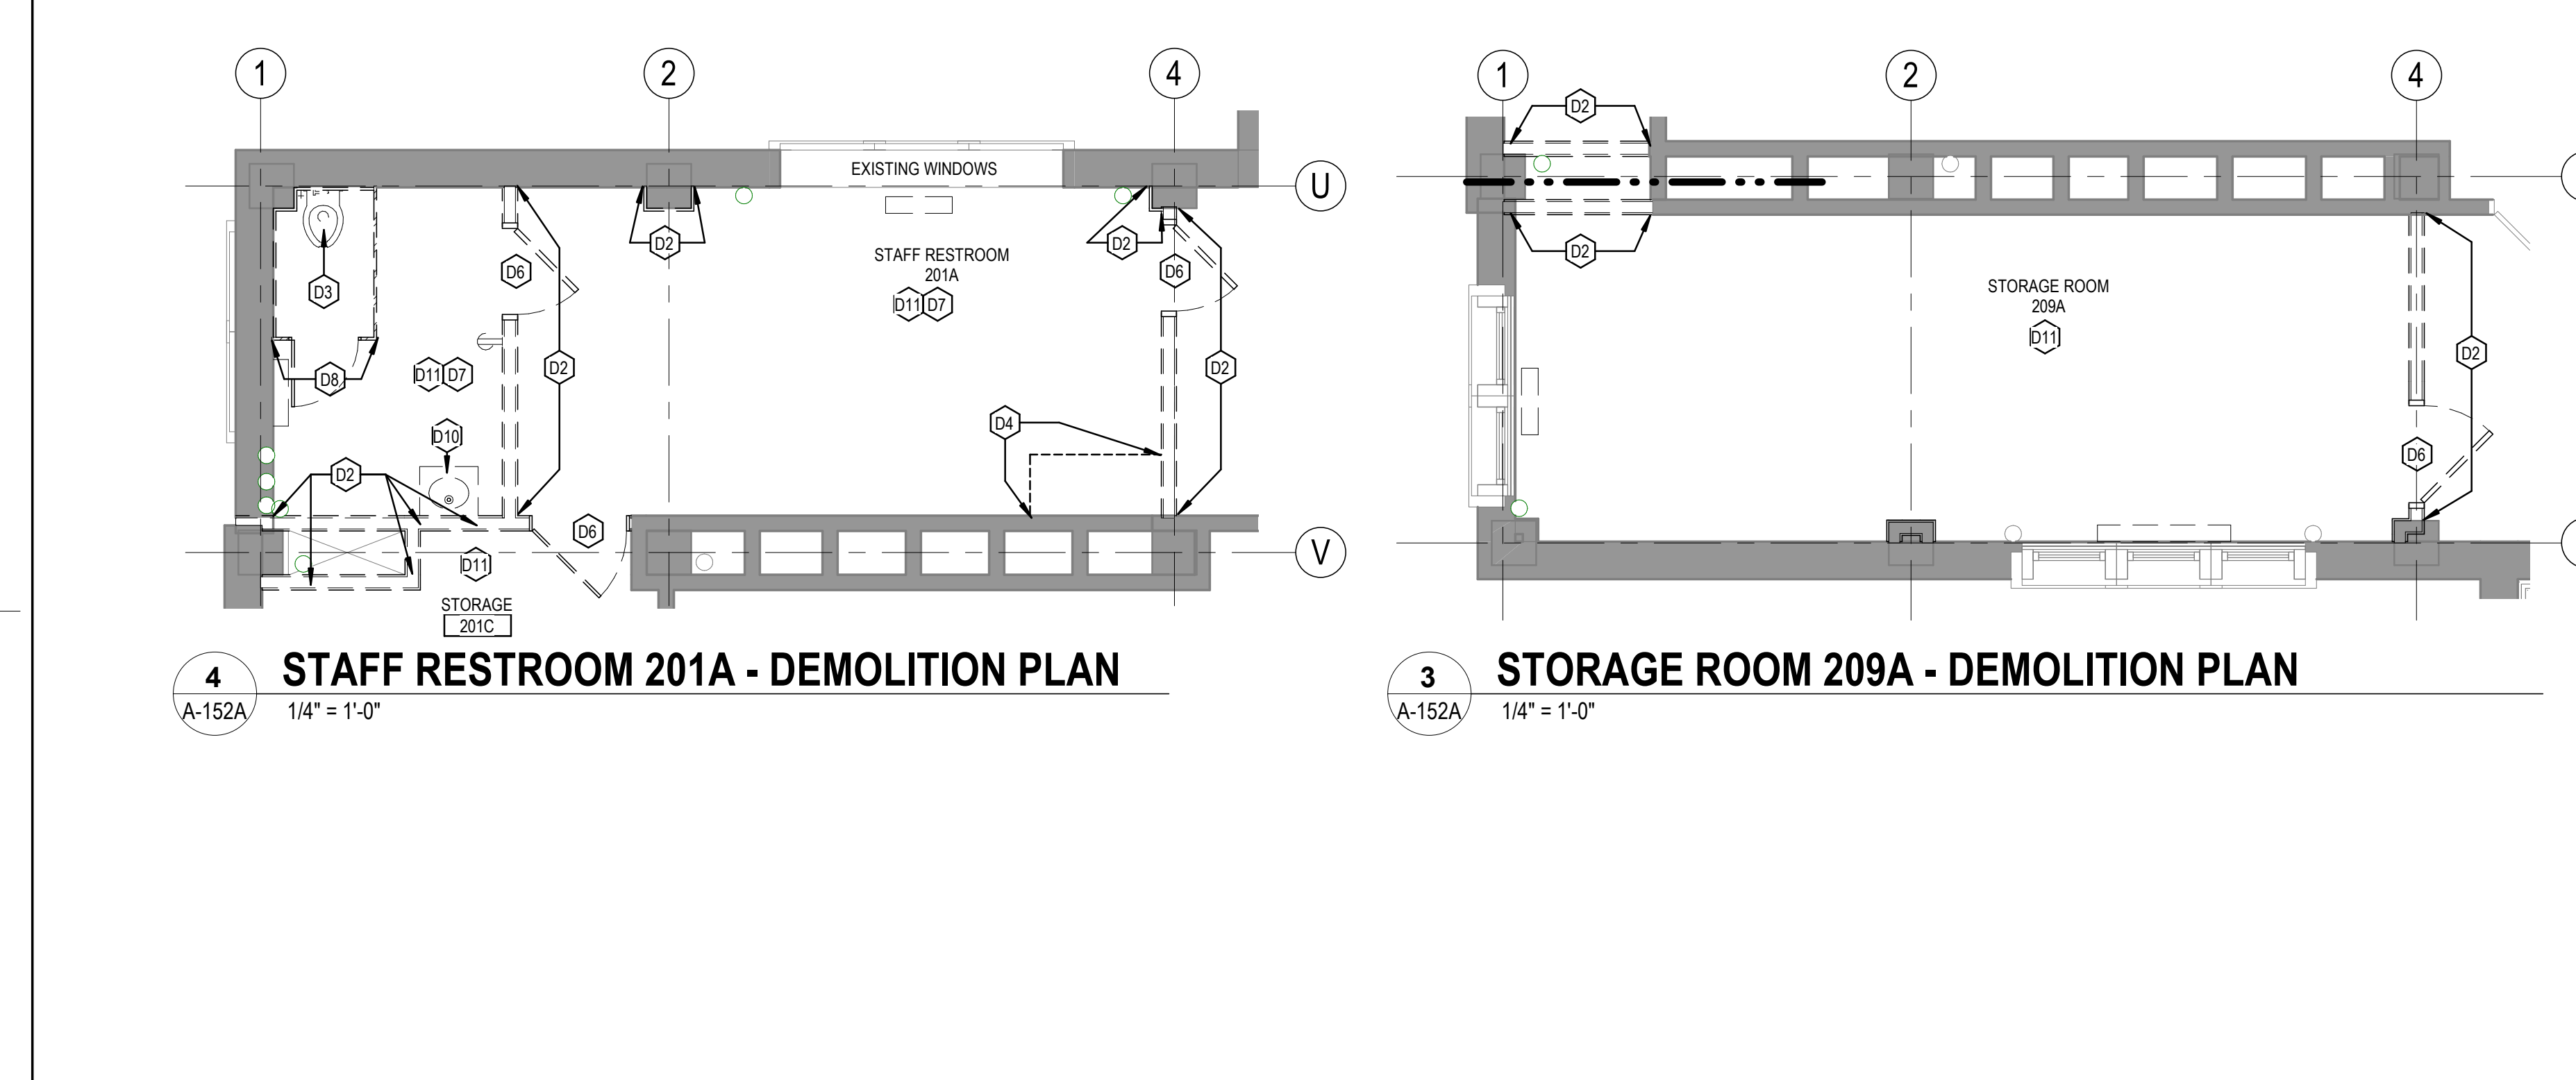 1
2
4
1
2
4
D2
EXISTING WINDOWS
U
D2
D2
D6
D2
D6
STAFF RESTROOM
201A
D11 D7
D3
D2
STORAGE ROOM
209A
D11
D8
D11 D7
D2
D2
D2
D10
D4
D6
D2
D6
D11
V
STORAGE
201C
4
A-152A
STAFF RESTROOM 201A - DEMOLITION PLAN
1/4" = 1'-0"
3
A-152A
STORAGE ROOM 209A - DEMOLITION PLAN
1/4" = 1'-0"